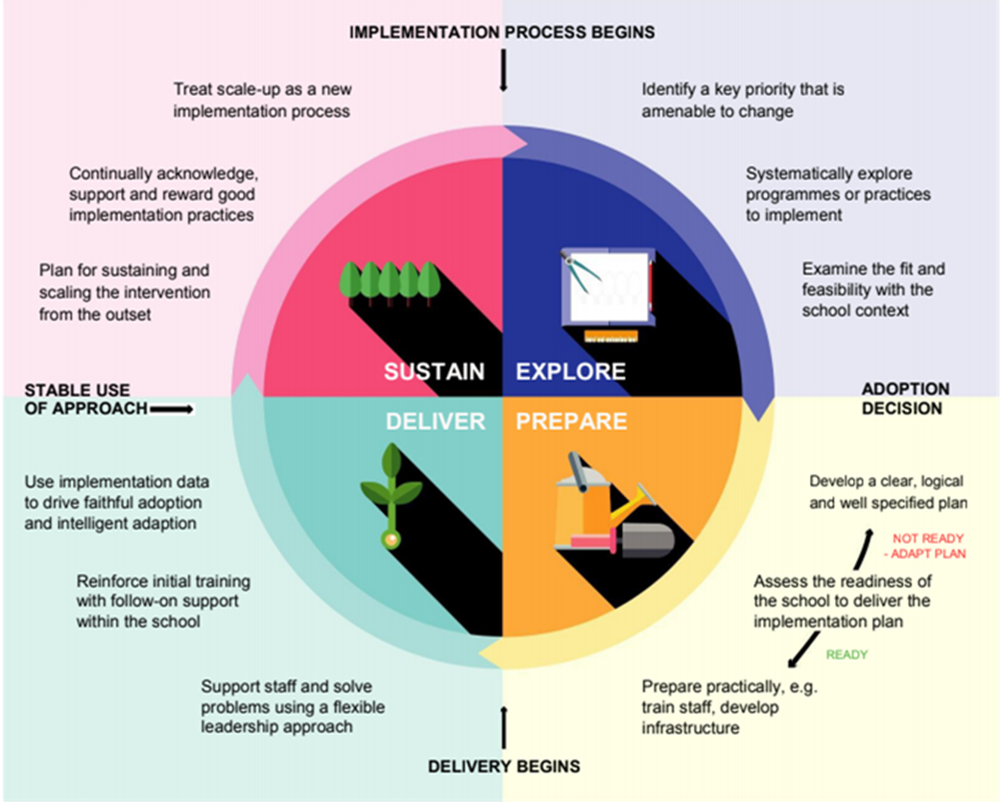 IMPLEMENTATION PROCESS BEGINS
Identify a key priority that is
amenable to change
Systematically explore
programmes or practices
to implement
Examine the fit and
feasibility with the
school context
EXPLORE
ADOPTION
DECISION
PREPARE
Develop a clear, logical
and well specified plan
NOT READY
- ADAPT PLAN
Assess the readiness of
the school to deliver the
implementation plan
READY
Prepare practically, e.g.
train staff, develop
infrastructure
DELIVERY BEGINS
DELIVER
Support staff and solve
problems using a flexible
leadership approach
Reinforce initial training
with follow-on support
within the school
Use implementation data
to drive faithful adoption
and intelligent adaption
STABLE USE
OF APPROACH
SUSTAIN
Plan for sustaining and
scaling the intervention
from the outset
Continually acknowledge,
support and reward good
implementation practices
Treat scale-up as a new
implementation process